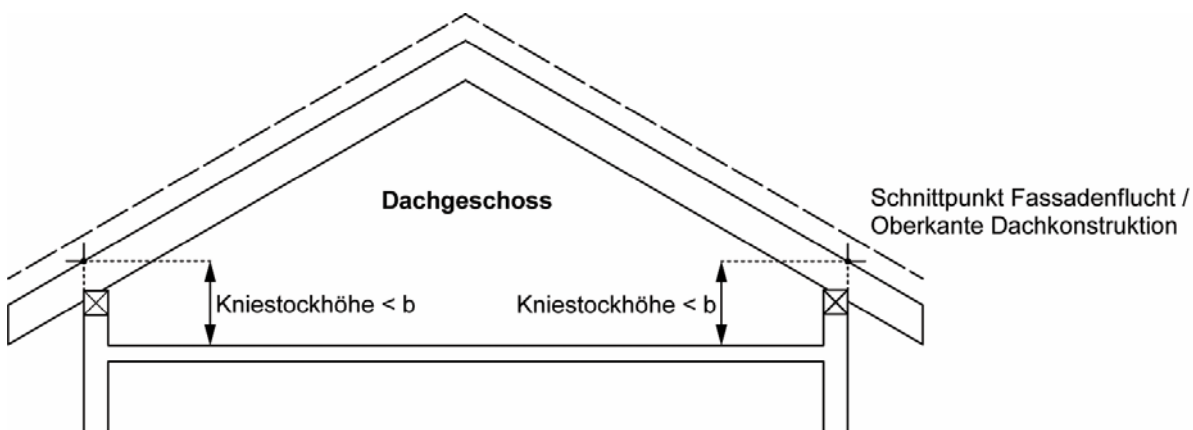 Dachgeschoss
Schnittpunkt Fassadenflucht /
Oberkante Dachkonstruktion
Kniestockhöhe < b
Kniestockhöhe < b